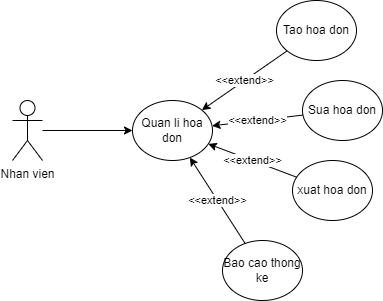 Tao hoa don
<<extend>>
Sua hoa don
<<extend>>
Quan li hoa
don
<<extend>>
Nhan vien
xuat hoa don
<<extend>>
Bao cao thong
ke